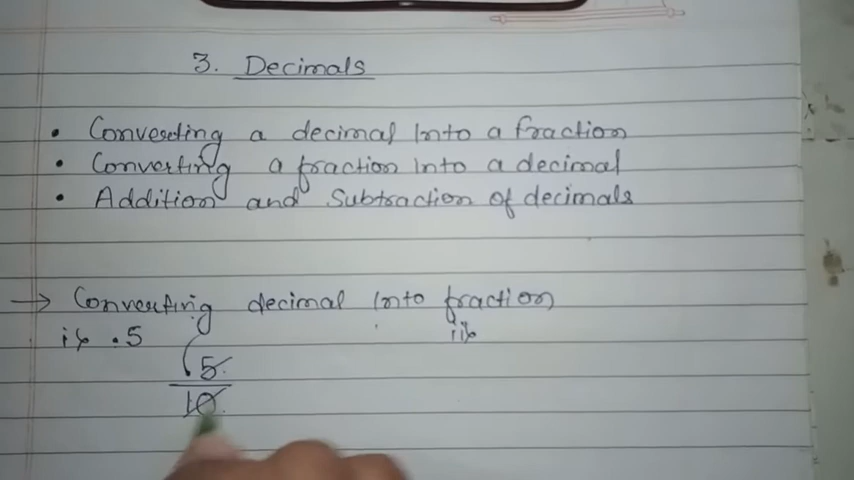 3. Decimals
• Converting a decimal into a fraction
• Converting a fraction into a decimal
• Addition and Subtraction of decimals
→ Converting decimal into fraction
i) .5 ii)
5
10